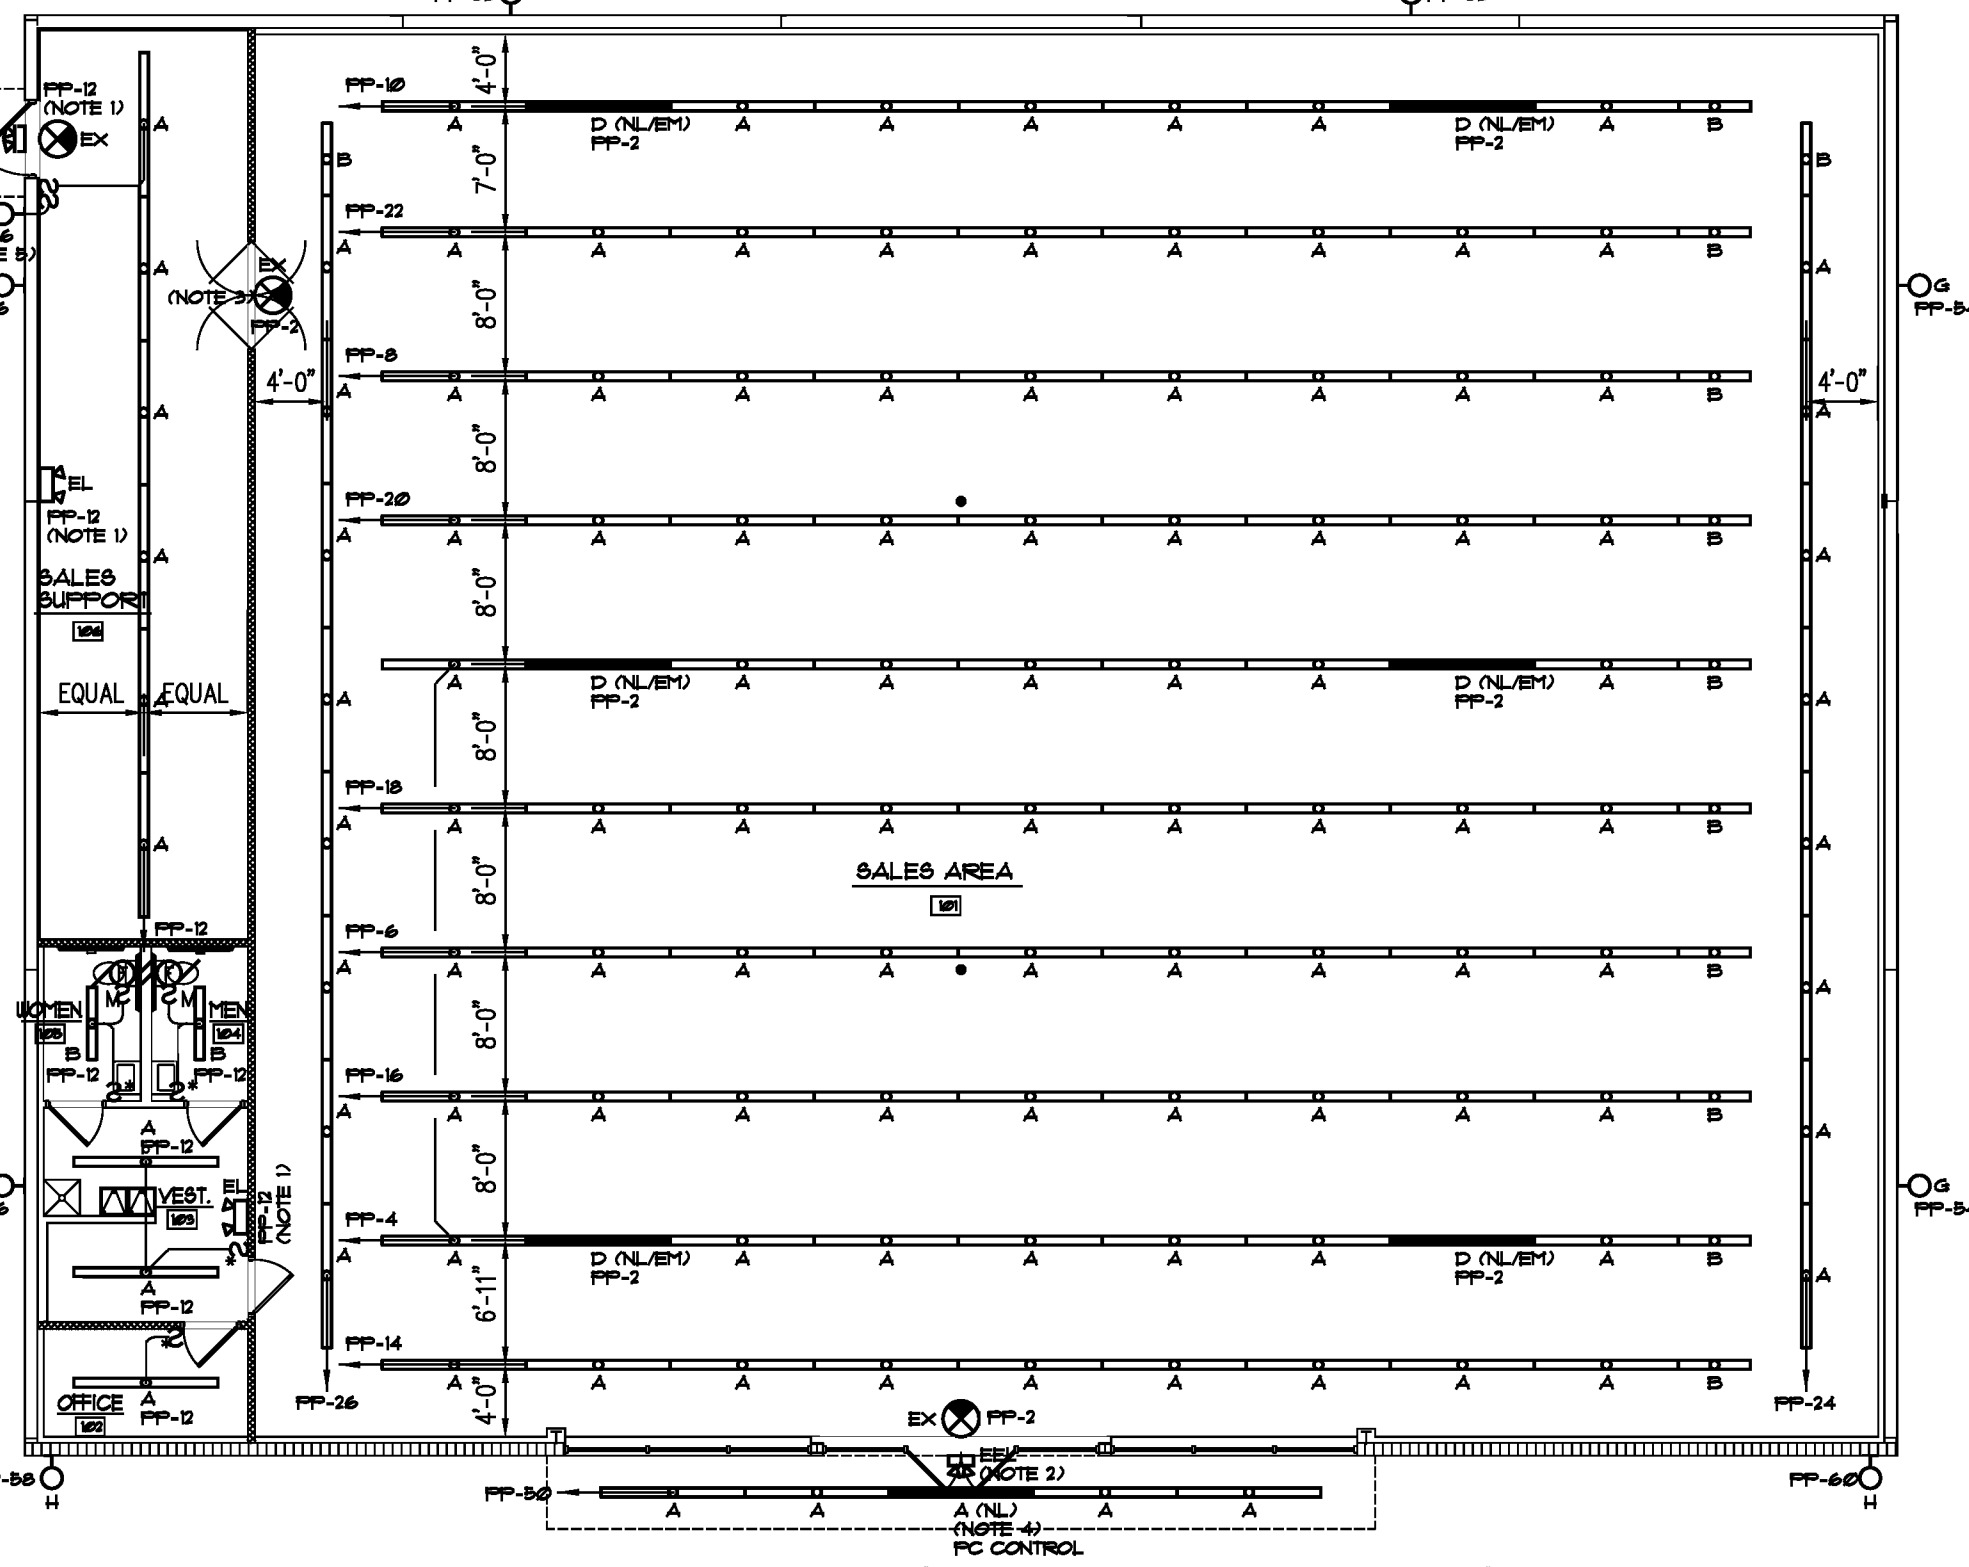 PP-10
4'-0"
A D (NL/EM) A A A A A D (NL/EM) A B
PP-2 PP-2
PP-12
(NOTE 1)
EX
A
B
B
7'-0"
PP-22
A A A A A A A A A A B
A
A
EX
(NOTE 3)
PP-2
8'-0"
G
PP-8
A A A A A A A A A A B
4'-0"
4'-0"
A
A
8'-0"
EL
PP-12
(NOTE 1)
PP-20
A A A A A A A A A A B
A
A
SALES
SUPPORT
106
8'-0"
EQUAL
EQUAL
A
A
A
A D (NL/EM) A A A A A D (NL/EM) A B
PP-2 PP-2
8'-0"
PP-18
A A A A A A A A A A B
A
A
SALES AREA
101
8'-0"
PP-12
PP-6
A A A A A A A A A A B
A
WOMEN
105
M
M
MEN
104
B
B
PP-12
PP-12
8'-0"
PP-16
A A A A A A A A A A B
A
A
PP-12
VEST.
103
EL
PP-12
(NOTE 1)
8'-0"
G
PP-4
A A D (NL/EM) A A A A A D (NL/EM) A B
PP-2 PP-2
A
A
PP-12
6'-11"
PP-14
A A A A A A A A A B
4'-0"
OFFICE
102
A
PP-12
PP-26
PP-24
EX PP-2
EEL
(NOTE 2)
H
PP-60
H
PP-50
A A A (NL) A A
(NOTE 4)
PC CONTROL